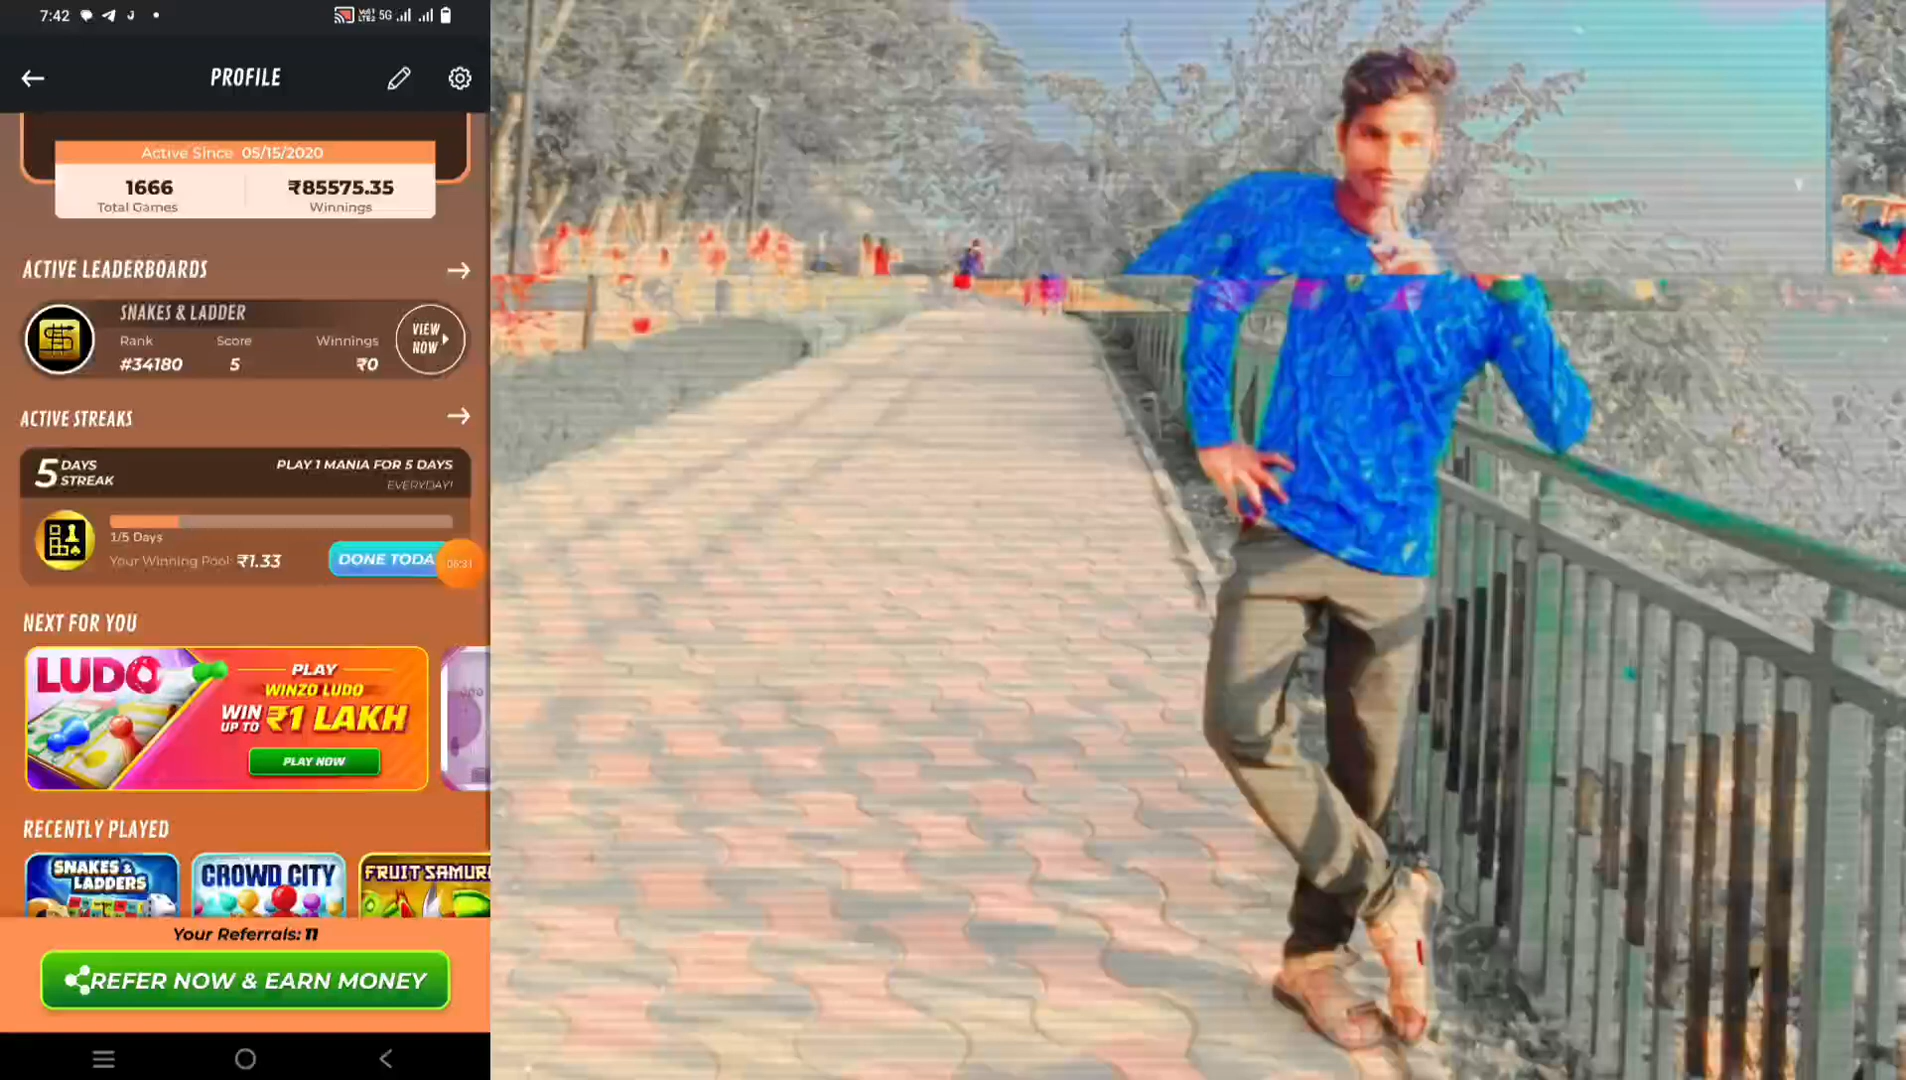 7:42
VoLTE LTE2 5G
PROFILE
Active Since 05/15/2020
1666
₹85575.35
Total Games
Winnings
ACTIVE LEADERBOARDS
SNAKES & LADDER
Rank
Score
Winnings
#34180
5
₹0
VIEW NOW
ACTIVE STREAKS
5 DAYS STREAK
PLAY 1 MANIA FOR 5 DAYS
EVERYDAY!
1/5 Days
Your Winning Pool: ₹1.33
DONE TODA
NEXT FOR YOU
LUDO
PLAY
WINZO LUDO
WIN UP TO ₹1 LAKH
PLAY NOW
RECENTLY PLAYED
SNAKES & LADDERS
CROWD CITY
FRUIT SAMUR
Your Referrals: 11
REFER NOW & EARN MONEY